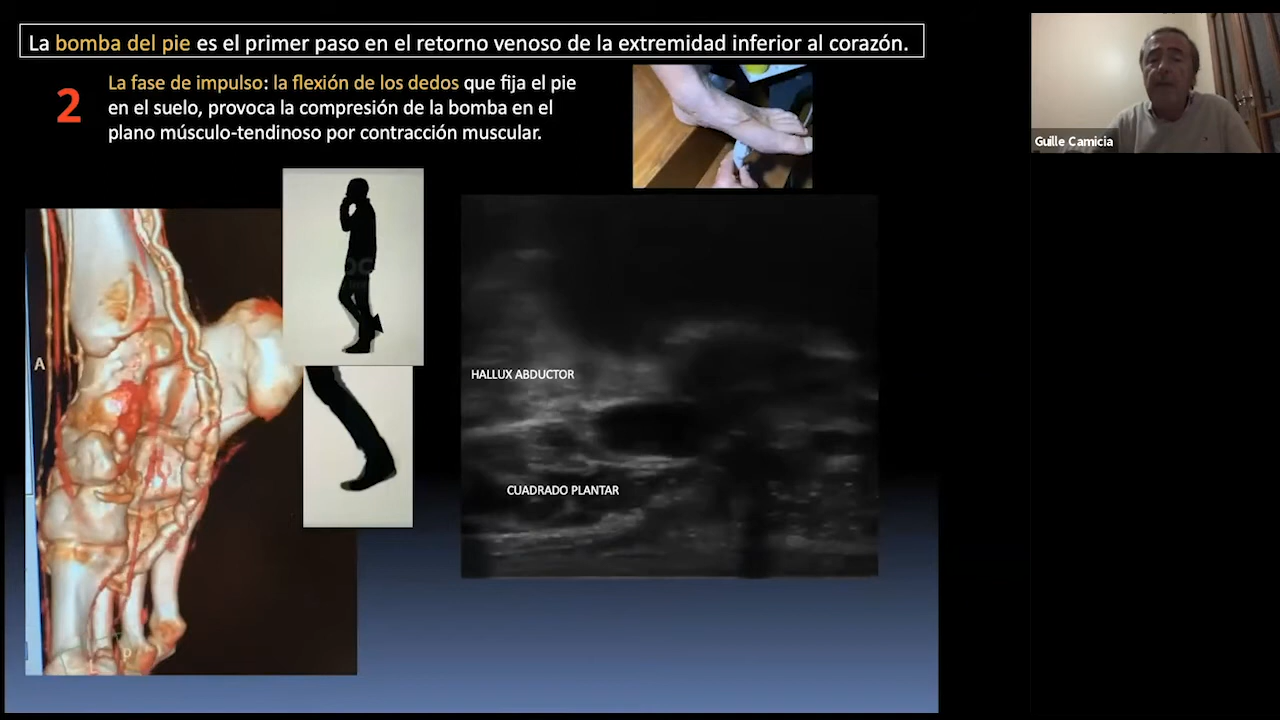 La bomba del pie es el primer paso en el retorno venoso de la extremidad inferior al corazón.
2
La fase de impulso: la flexión de los dedos que fija el pie
en el suelo, provoca la compresión de la bomba en el
plano músculo-tendinoso por contracción muscular.
Guille Camicia
A
HALLUX ABDUCTOR
CUADRADO PLANTAR